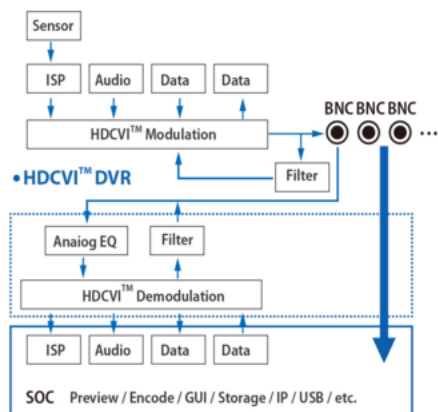 Sensor
ISP Audio Data Data
BNC BNC BNC
HDCVI™ Modulation
...
Filter
• HDCVI™ DVR
Anaiog EQ Filter
HDCVI™ Demodulation
ISP Audio Data Data
SOC Preview / Encode / GUI / Storage / IP / USB / etc.